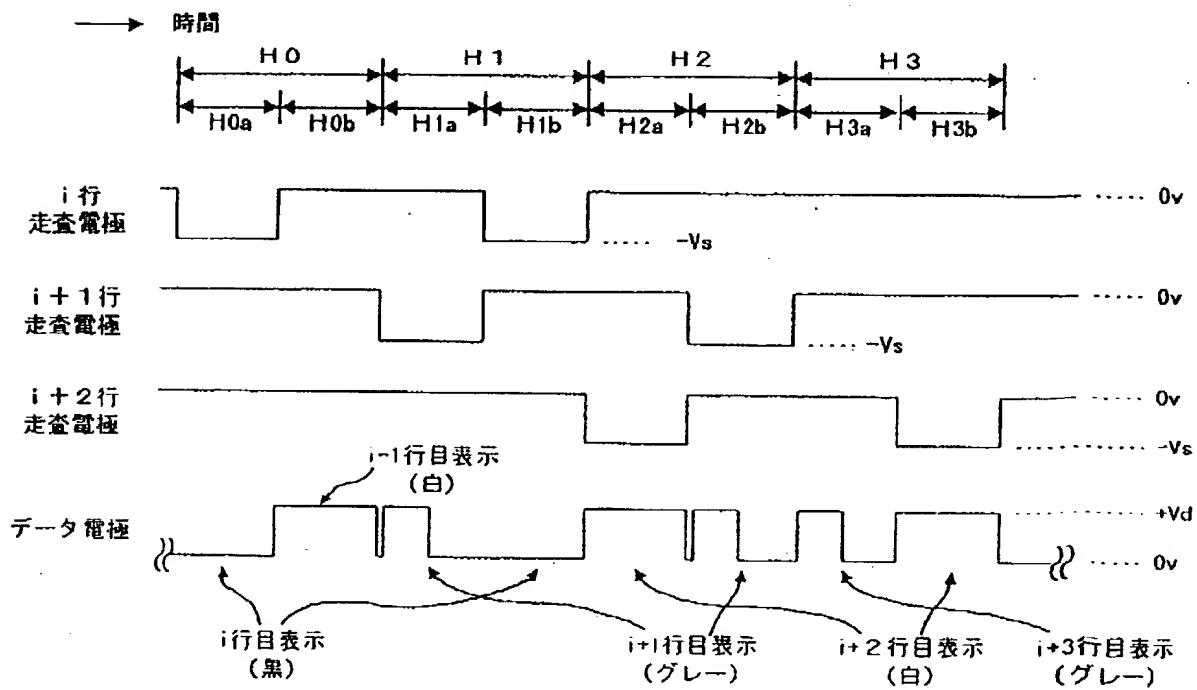 時間
H0 H1 H2 H3
H0a H0b H1a H1b H2a H2b H3a H3b
i行
走査電極
0v
-Vs
i+1行
走査電極
0v
-Vs
i+2行
走査電極
0v
-Vs
i-1行目表示
(白)
データ電極
+Vd
0v
i行目表示
(黒)
i+1行目表示
(グレー)
i+2行目表示
(白)
i+3行目表示
(グレー)